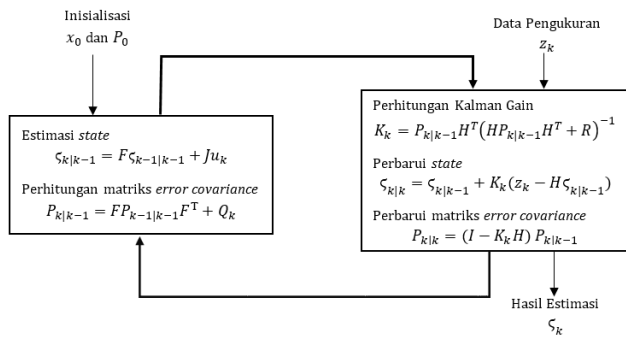 Inisialisasi
x₀ dan P₀
Data Pengukuran
z_k
Estimasi state
ς_{k|k−1} = Fς_{k−1|k−1} + Ju_k
Perhitungan matriks error covariance
P_{k|k−1} = FP_{k−1|k−1}F^T + Q_k
Perhitungan Kalman Gain
K_k = P_{k|k−1}H^T(HP_{k|k−1}H^T + R)^{−1}
Perbarui state
ς_{k|k} = ς_{k|k−1} + K_k(z_k − Hς_{k|k−1})
Perbarui matriks error covariance
P_{k|k} = (I − K_kH) P_{k|k−1}
Hasil Estimasi
ς_k